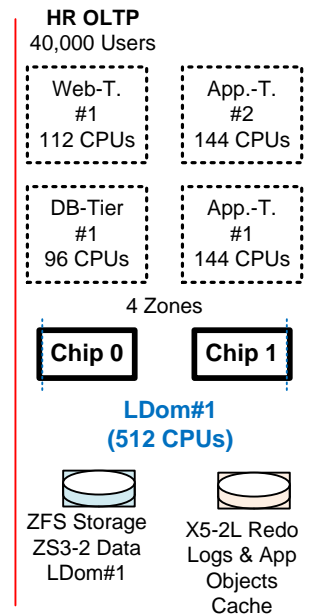 HR OLTP
40,000 Users
Web-T.
#1
112 CPUs
App.-T.
#2
144 CPUs
DB-Tier
#1
96 CPUs
App.-T.
#1
144 CPUs
4 Zones
Chip 0
Chip 1
LDom#1
(512 CPUs)
ZFS Storage
ZS3-2 Data
LDom#1
X5-2L Redo
Logs & App
Objects
Cache